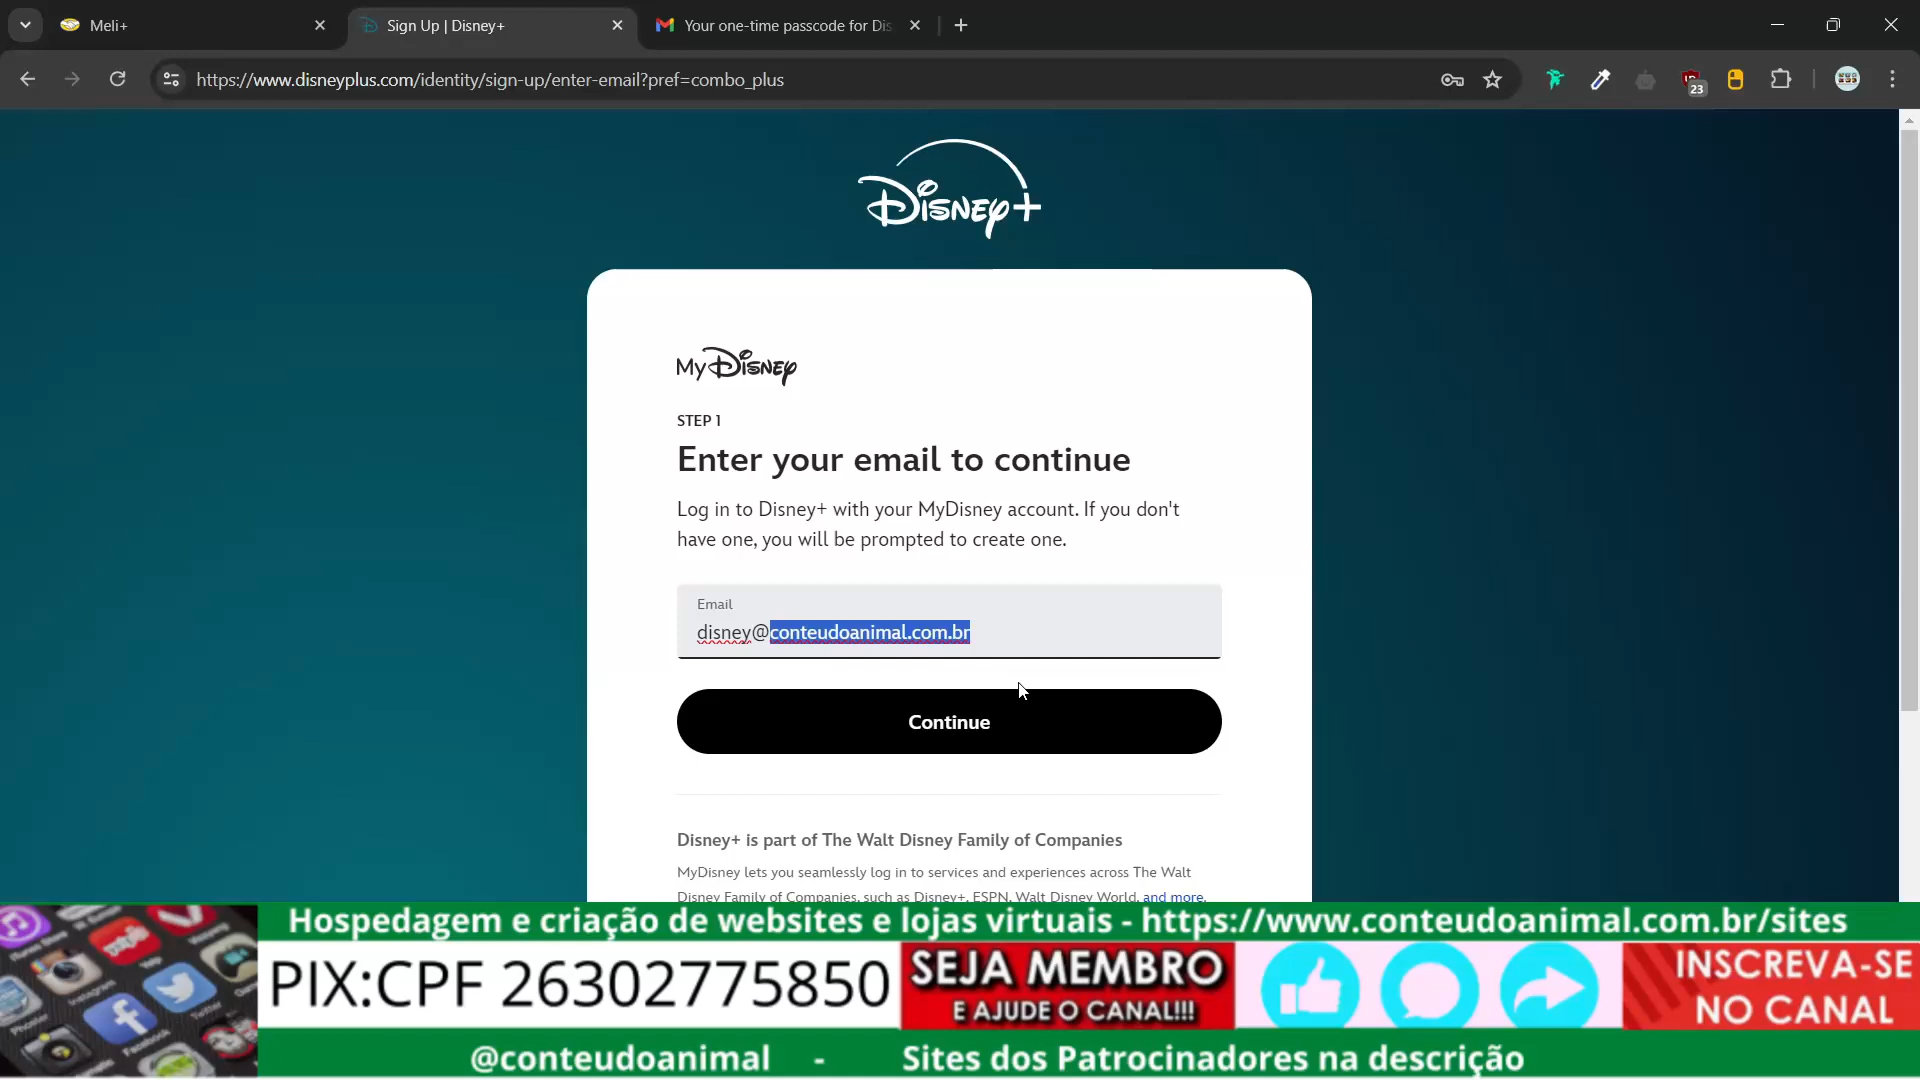 Meli+
Sign Up | Disney+
Your one-time passcode for Dis
https://www.disneyplus.com/identity/sign-up/enter-email?pref=combo_plus
23
Disney+
MyDisney
STEP 1
Enter your email to continue
Log in to Disney+ with your MyDisney account. If you don't
have one, you will be prompted to create one.
Email
disney@conteudoanimal.com.br
Continue
Disney+ is part of The Walt Disney Family of Companies
MyDisney lets you seamlessly log in to services and experiences across The Walt
Disney Family of Companies, such as Disney+, ESPN, Walt Disney World, and more.
Hospedagem e criação de websites e lojas virtuais - https://www.conteudoanimal.com.br/sites
PIX:CPF 26302775850
SEJA MEMBRO
E AJUDE O CANAL!!!
INSCREVA-SE
NO CANAL
@conteudoanimal - Sites dos Patrocinadores na descrição